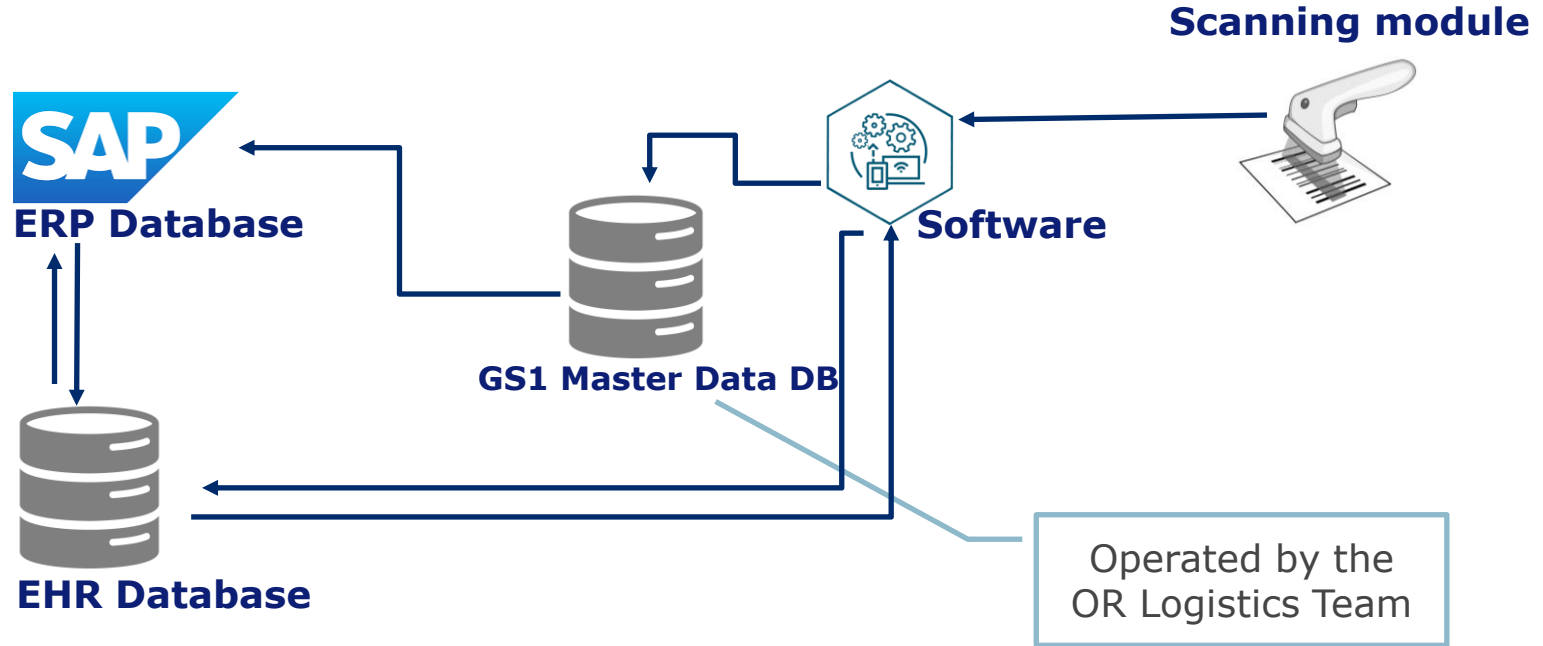 Scanning module
SAP
ERP Database
Software
GS1 Master Data DB
Operated by the
OR Logistics Team
EHR Database